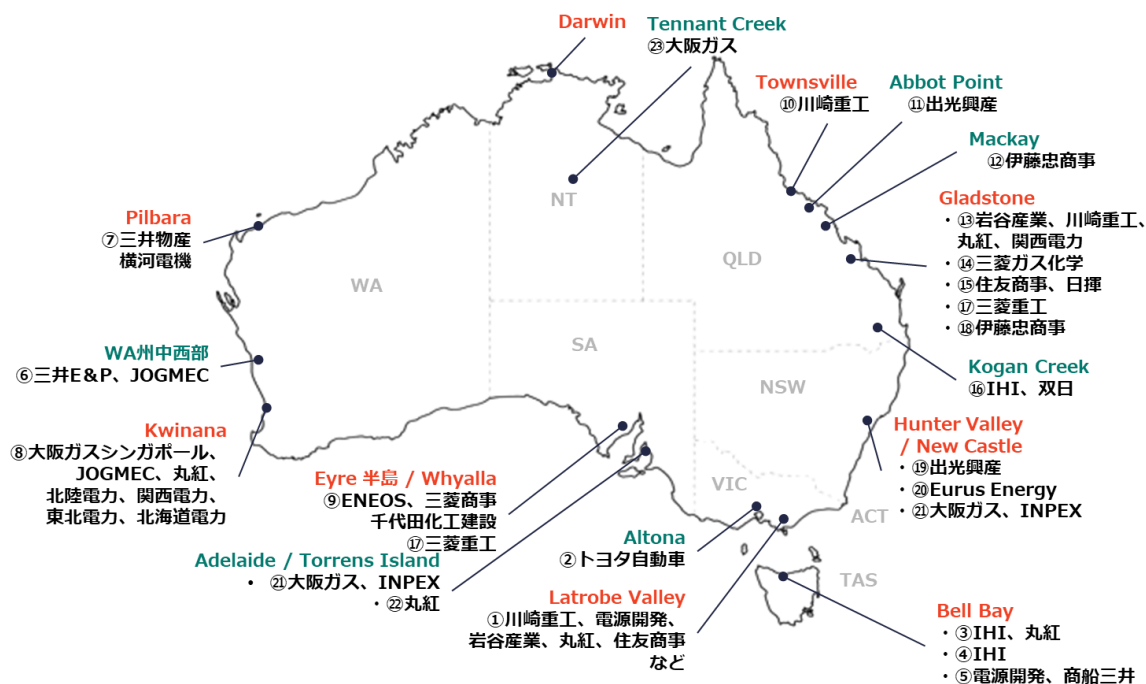 Darwin
Tennant Creek
㉓大阪ガス
Townsville
⑩川崎重工
Abbot Point
⑪出光興産
Mackay
⑫伊藤忠商事
Gladstone
・⑬岩谷産業、川崎重工、
丸紅、関西電力
・⑭三菱ガス化学
・⑮住友商事、日揮
・⑰三菱重工
・⑱伊藤忠商事
Pilbara
⑦三井物産
横河電機
NT
QLD
WA
SA
NSW
WA州中西部
⑥三井E&P、JOGMEC
Kogan Creek
⑯IHI、双日
Kwinana
⑧大阪ガスシンガポール、
JOGMEC、丸紅、
北陸電力、関西電力、
東北電力、北海道電力
Hunter Valley
/ New Castle
・⑲出光興産
・⑳Eurus Energy
・㉑大阪ガス、INPEX
Eyre 半島 / Whyalla
⑨ENEOS、三菱商事
千代田化工建設
⑰三菱重工
VIC
ACT
Adelaide / Torrens Island
・ ㉑大阪ガス、INPEX
・㉒丸紅
Altona
②トヨタ自動車
TAS
Latrobe Valley
①川崎重工、電源開発、
岩谷産業、丸紅、住友商事
など
Bell Bay
・③IHI、丸紅
・④IHI
・⑤電源開発、商船三井